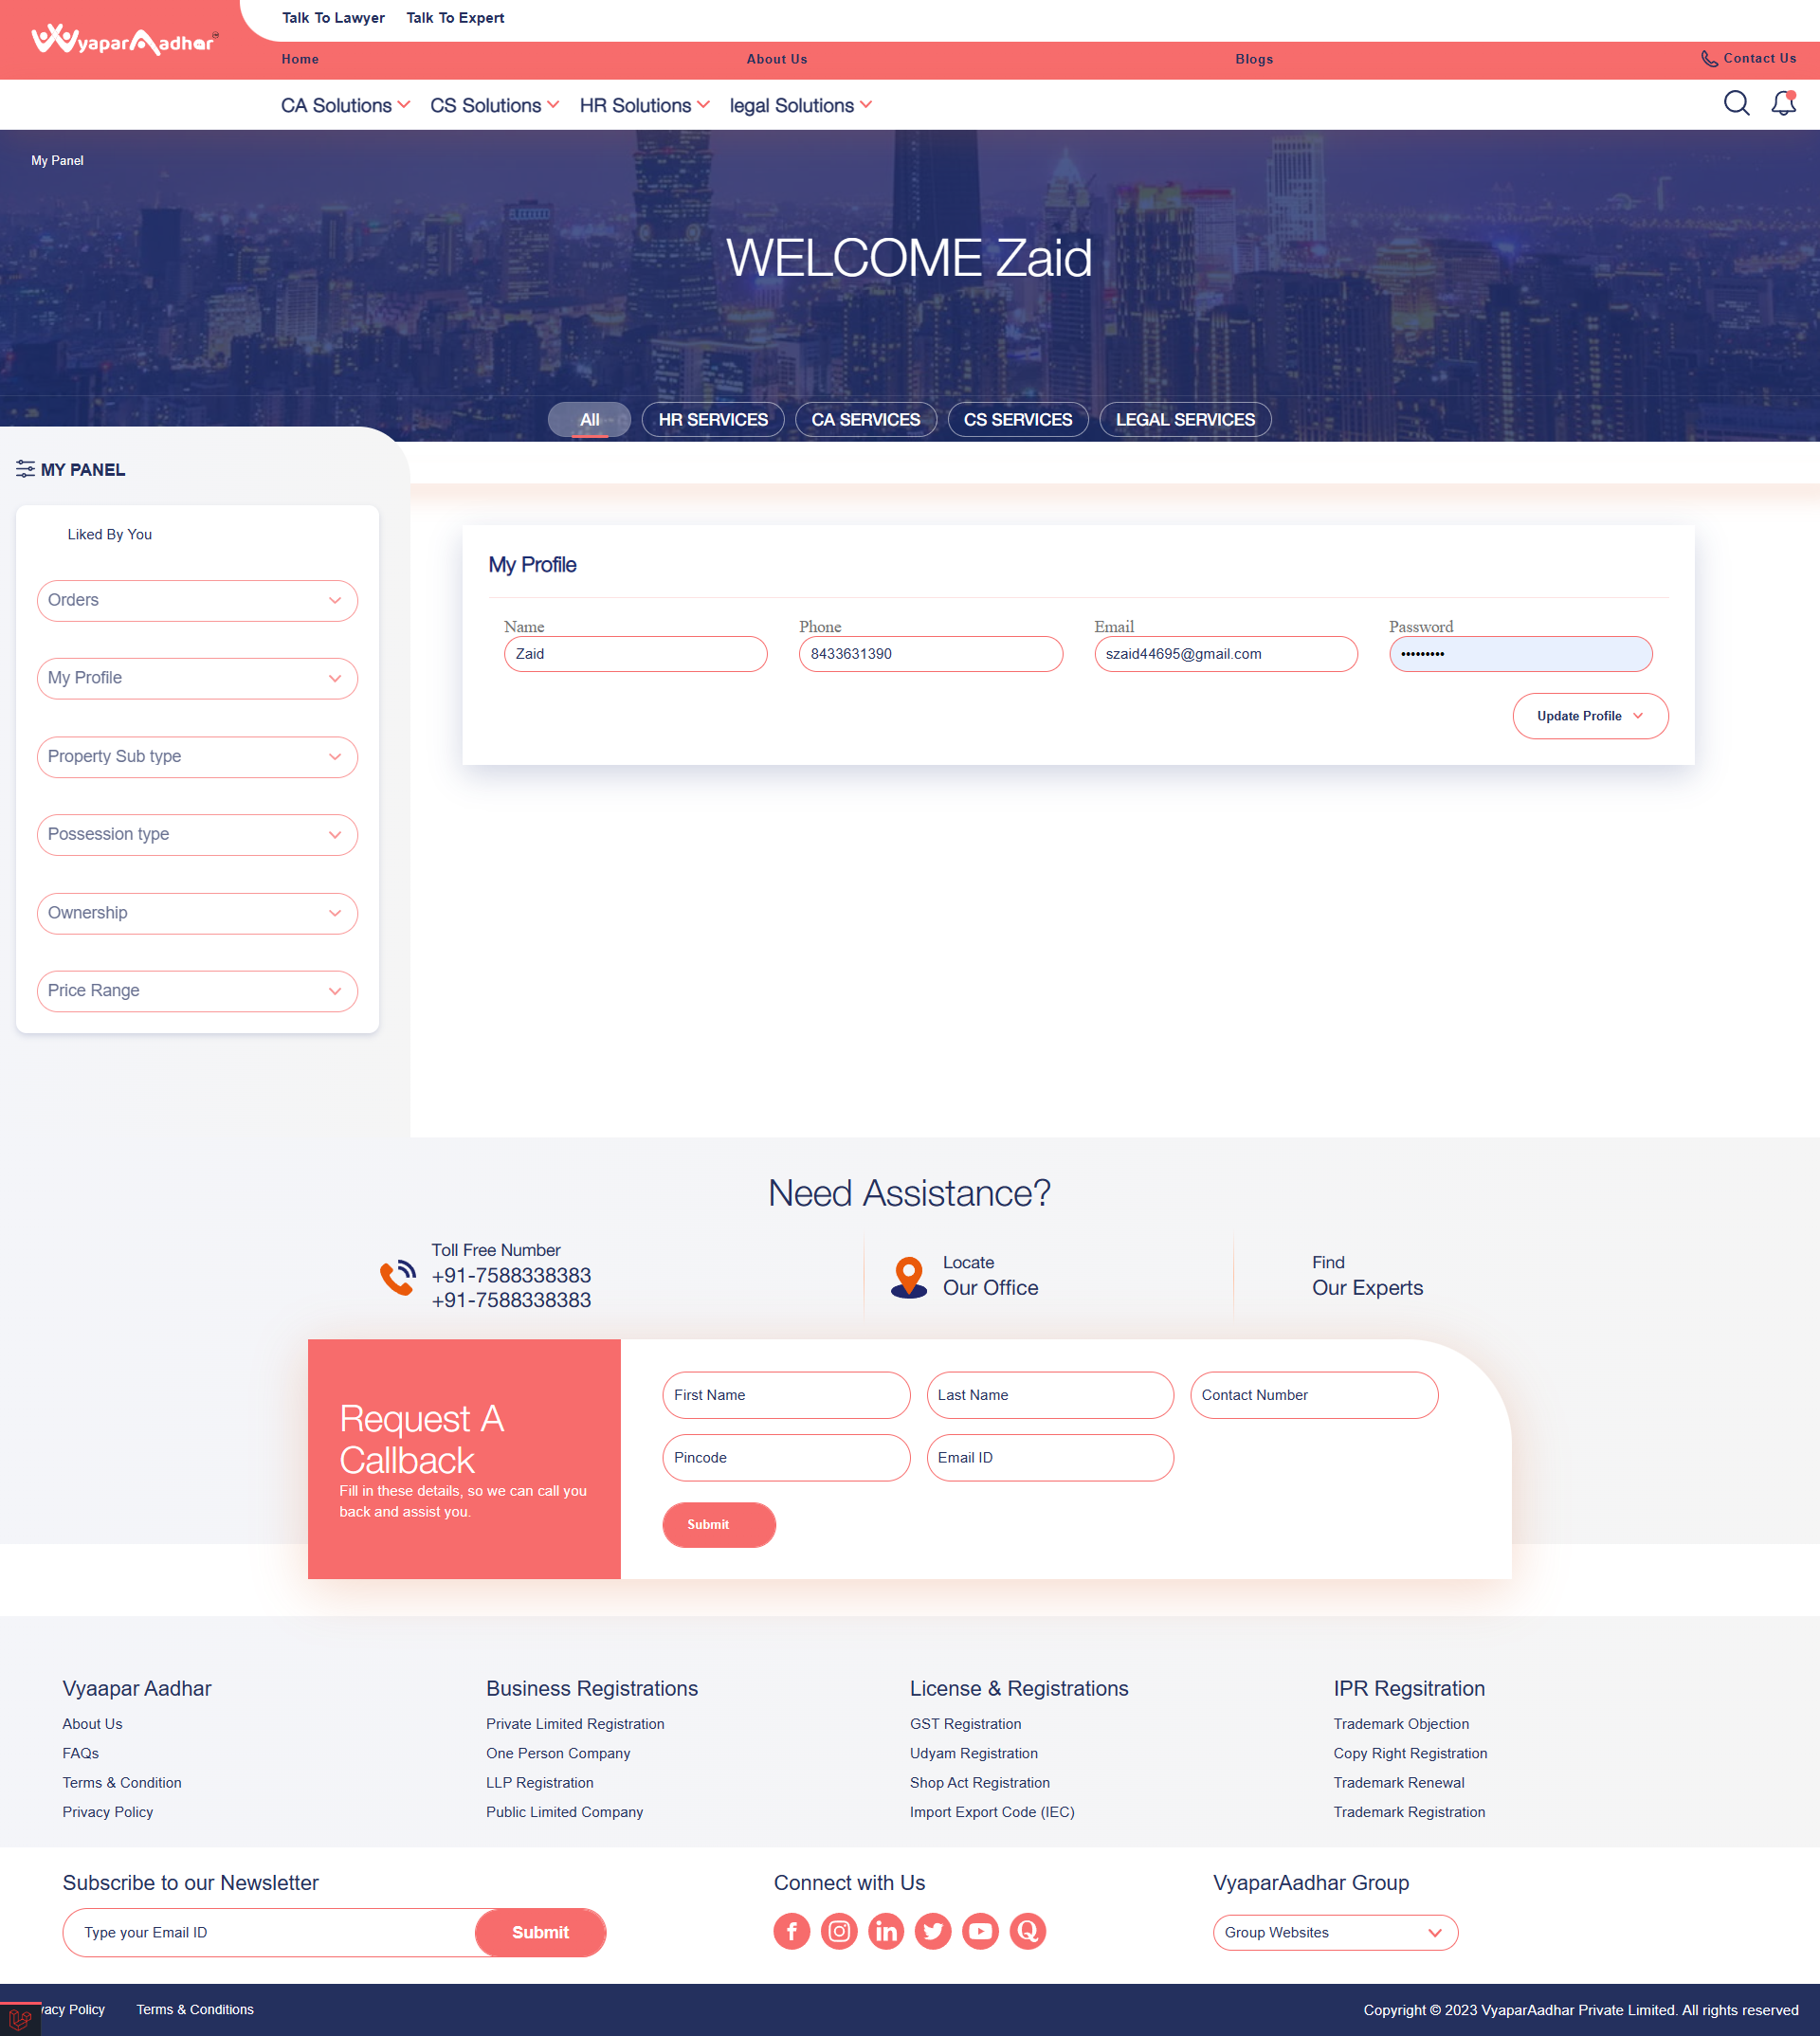 Talk To Lawyer Talk To Expert
VyaparAadhar
Home About Us Blogs Contact Us
CA Solutions CS Solutions HR Solutions legal Solutions
My Panel
WELCOME Zaid
All HR SERVICES CA SERVICES CS SERVICES LEGAL SERVICES
MY PANEL
Liked By You
Orders
My Profile
Property Sub type
Possession type
Ownership
Price Range
My Profile
Name Phone Email Password
Zaid 8433631390 szaid44695@gmail.com •••••••••
Update Profile
Need Assistance?
Toll Free Number
+91-7588338383
+91-7588338383
Locate
Our Office
Find
Our Experts
Request A
Callback
Fill in these details, so we can call you
back and assist you.
First Name Last Name Contact Number
Pincode Email ID
Submit
Vyaapar Aadhar
About Us
FAQs
Terms & Condition
Privacy Policy
Business Registrations
Private Limited Registration
One Person Company
LLP Registration
Public Limited Company
License & Registrations
GST Registration
Udyam Registration
Shop Act Registration
Import Export Code (IEC)
IPR Regsitration
Trademark Objection
Copy Right Registration
Trademark Renewal
Trademark Registration
Subscribe to our Newsletter
Type your Email ID Submit
Connect with Us
VyaparAadhar Group
Group Websites
vacy Policy Terms & Conditions Copyright © 2023 VyaparAadhar Private Limited. All rights reserved